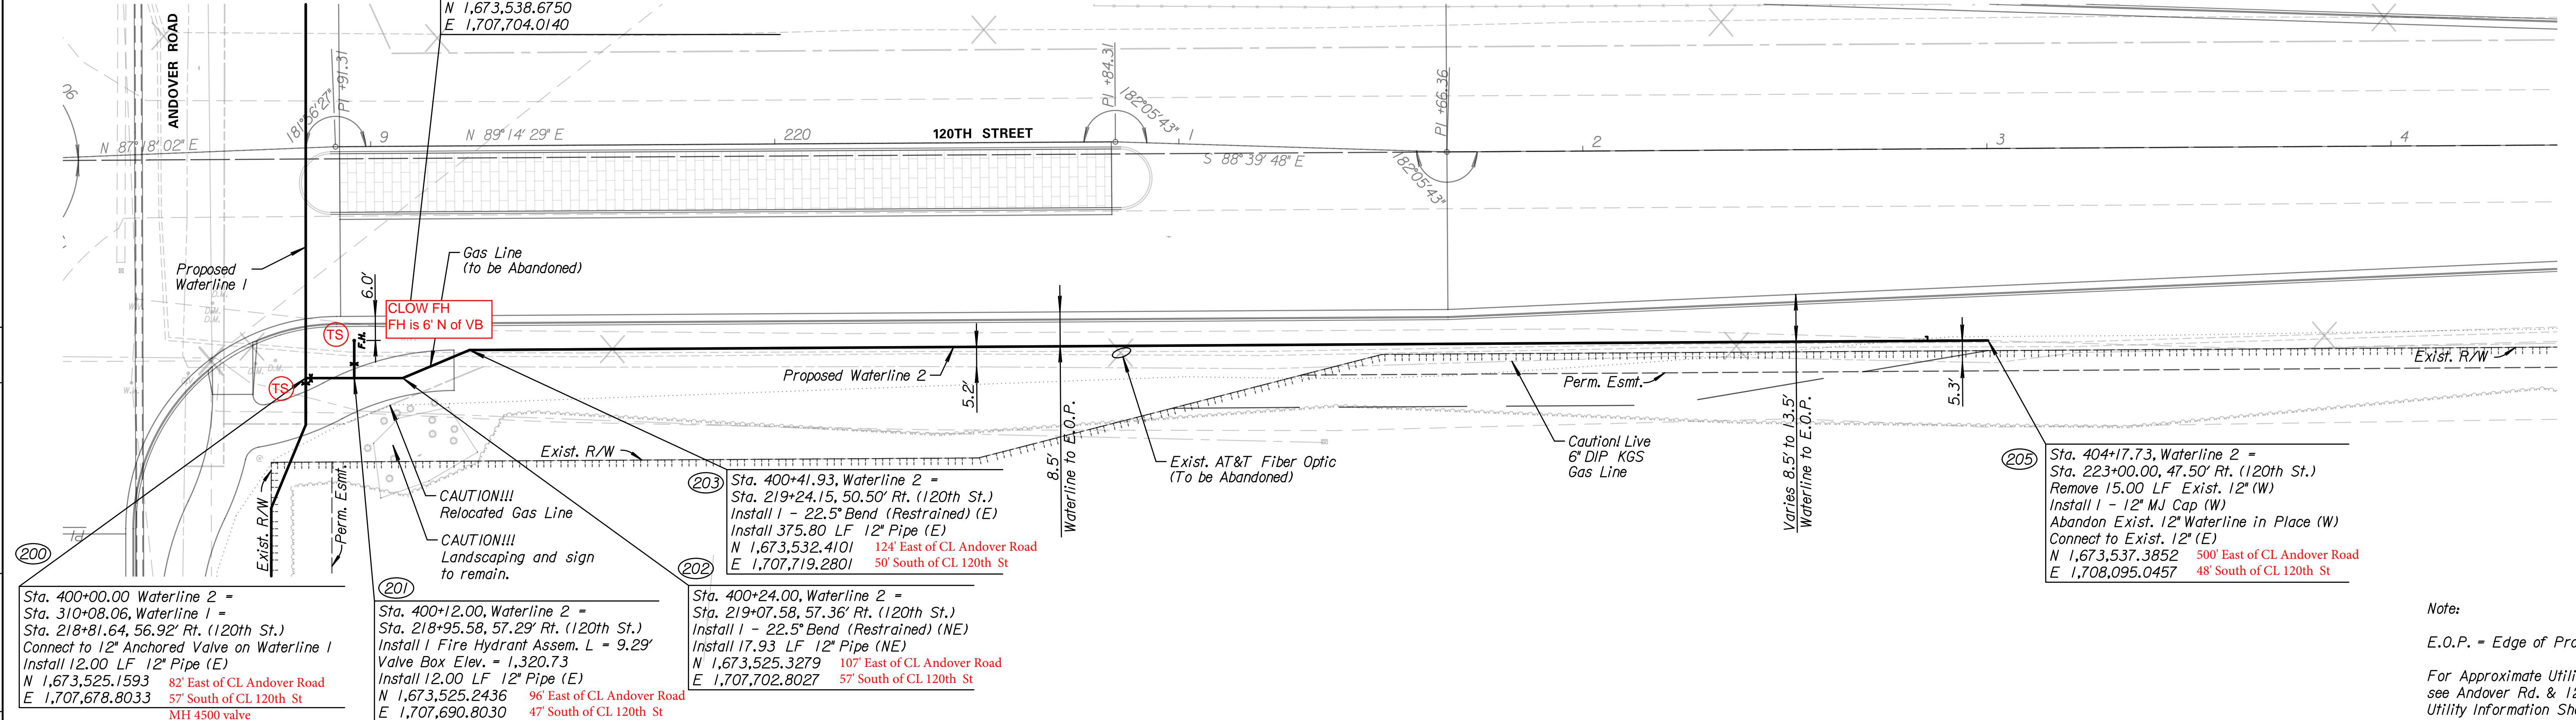 N 1,673,538.6750
E 1,707,704.0140
ANDOVER ROAD
N 87°18'02" E
181°56'27"
PI +91.31
9
N 89°14'29" E
220
120TH STREET
PI +84.31
182°05'43"
1
S 88°39'48" E
PI +66.36
182°05'43"
2
3
4
Proposed
Waterline 1
6.0'
Gas Line
(to be Abandoned)
CLOW FH
FH is 6' N of VB
TS
F.H.
TS
Proposed Waterline 2
5.2'
8.5'
Waterline to E.O.P.
Exist. AT&T Fiber Optic
(To be Abandoned)
Perm. Esmt.
Caution! Live
6" DIP KGS
Gas Line
Varies 8.5' to 13.5'
Waterline to E.O.P.
5.3'
Exist. R/W
Exist. R/W
Exist. R/W
Perm. Esmt.
CAUTION!!!
Relocated Gas Line
CAUTION!!!
Landscaping and sign
to remain.
PI
200
Sta. 400+00.00 Waterline 2 =
Sta. 310+08.06, Waterline 1 =
Sta. 218+81.64, 56.92' Rt. (120th St.)
Connect to 12" Anchored Valve on Waterline 1
Install 12.00 LF 12" Pipe (E)
N 1,673,525.1593 82' East of CL Andover Road
E 1,707,678.8033 57' South of CL 120th St
MH 4500 valve
201
Sta. 400+12.00, Waterline 2 =
Sta. 218+95.58, 57.29' Rt. (120th St.)
Install 1 Fire Hydrant Assem. L = 9.29'
Valve Box Elev. = 1,320.73
Install 12.00 LF 12" Pipe (E)
N 1,673,525.2436 96' East of CL Andover Road
E 1,707,690.8030 47' South of CL 120th St
202
Sta. 400+24.00, Waterline 2 =
Sta. 219+07.58, 57.36' Rt. (120th St.)
Install 1 - 22.5° Bend (Restrained) (NE)
Install 17.93 LF 12" Pipe (NE)
N 1,673,525.3279 107' East of CL Andover Road
E 1,707,702.8027 57' South of CL 120th St
203
Sta. 400+41.93, Waterline 2 =
Sta. 219+24.15, 50.50' Rt. (120th St.)
Install 1 - 22.5° Bend (Restrained) (E)
Install 375.80 LF 12" Pipe (E)
N 1,673,532.4101 124' East of CL Andover Road
E 1,707,719.2801 50' South of CL 120th St
205
Sta. 404+17.73, Waterline 2 =
Sta. 223+00.00, 47.50' Rt. (120th St.)
Remove 15.00 LF Exist. 12" (W)
Install 1 - 12" MJ Cap (W)
Abandon Exist. 12" Waterline in Place (W)
Connect to Exist. 12" (E)
N 1,673,537.3852 500' East of CL Andover Road
E 1,708,095.0457 48' South of CL 120th St
Note:
E.O.P. = Edge of Pro
For Approximate Utili
see Andover Rd. & 12
Utility Information She